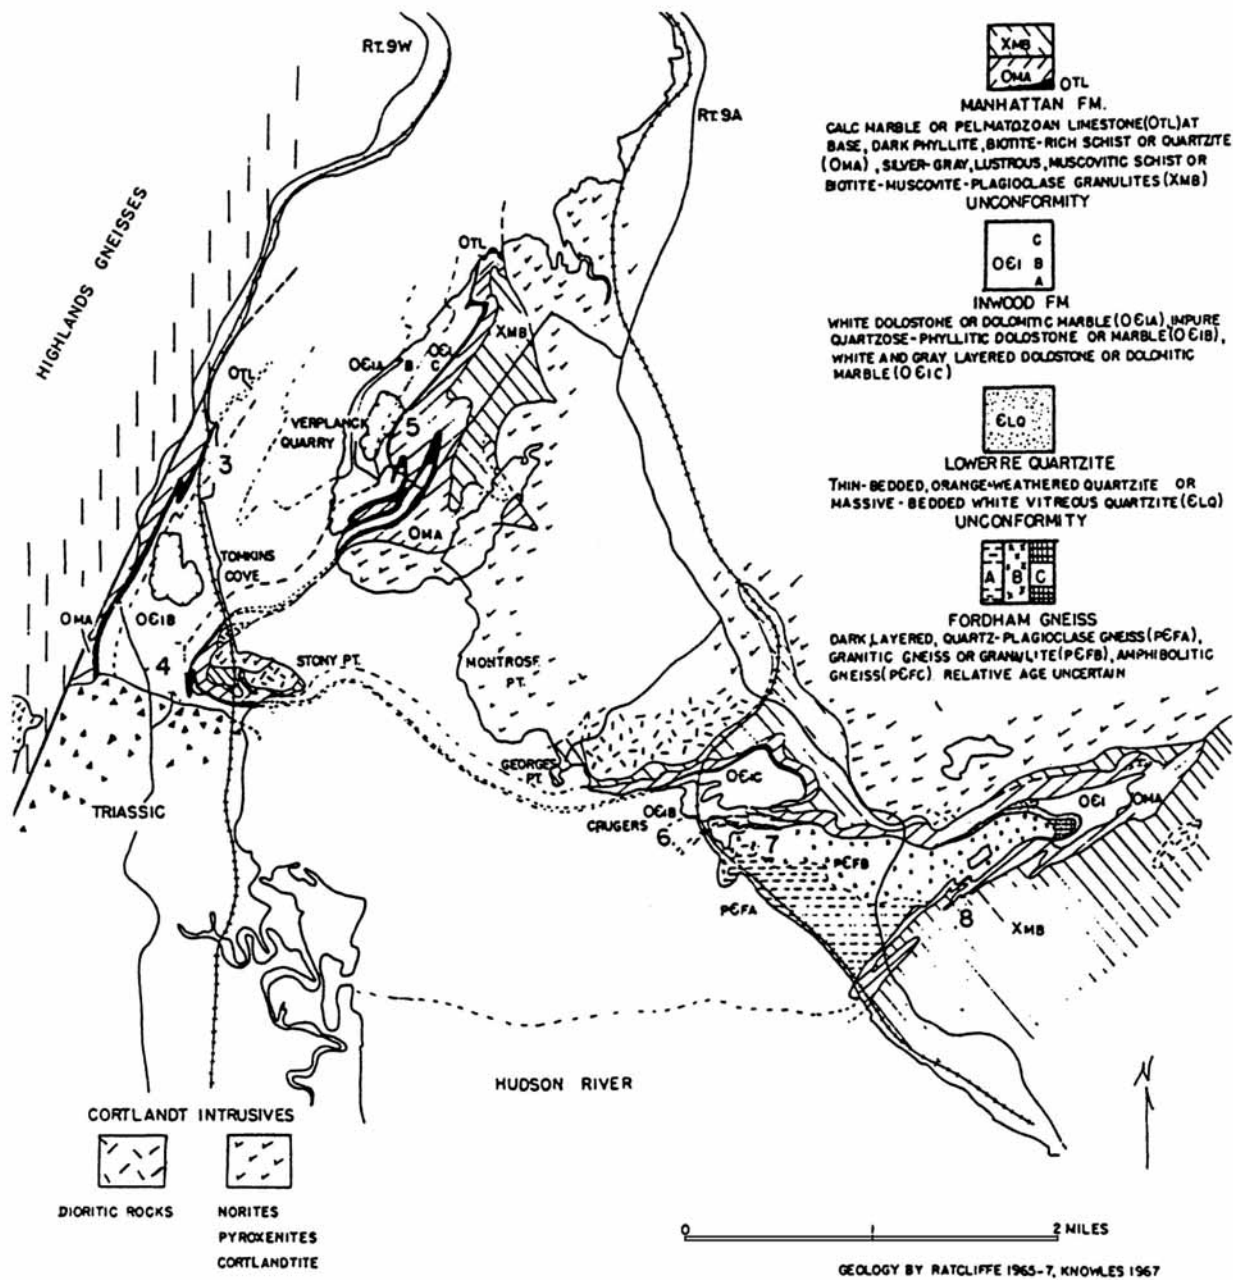 RT. 9W
RT. 9A
HIGHLANDS GNEISSES
OTL
XMB
OЄIA
B
OЄI
C
OTL
VERPLANCK
QUARRY
5
3
OMA
TOMKINS
COVE
OMA
OЄIB
4
STONY PT.
MONTROSE
PT.
GEORGES
PT.
OЄIC
OЄIB
CRUGERS
6
7
OЄI
OMA
PЄFB
PЄFA
8
XMB
TRIASSIC
HUDSON RIVER
N
XMB
OMA
OTL
MANHATTAN FM.
CALC MARBLE OR PELMATOZOAN LIMESTONE(OTL)AT
BASE, DARK PHYLLITE, BIOTITE-RICH SCHIST OR QUARTZITE
(OMA), SILVER-GRAY, LUSTROUS, MUSCOVITIC SCHIST OR
BIOTITE-MUSCOVITE-PLAGIOCLASE GRANULITES(XMB)
UNCONFORMITY
C
OЄI B
A
INWOOD FM
WHITE DOLOSTONE OR DOLOMITIC MARBLE(OЄIA), IMPURE
QUARTZOSE-PHYLLITIC DOLOSTONE OR MARBLE(OЄIB),
WHITE AND GRAY LAYERED DOLOSTONE OR DOLOMITIC
MARBLE(OЄIC)
ЄLQ
LOWERRE QUARTZITE
THIN-BEDDED, ORANGE-WEATHERED QUARTZITE OR
MASSIVE-BEDDED WHITE VITREOUS QUARTZITE(ЄLQ)
UNCONFORMITY
A B C
FORDHAM GNEISS
DARK, LAYERED, QUARTZ-PLAGIOCLASE GNEISS(PЄFA),
GRANITIC GNEISS OR GRANULITE(PЄFB), AMPHIBOLITIC
GNEISS(PЄFC) RELATIVE AGE UNCERTAIN
CORTLANDT INTRUSIVES
DIORITIC ROCKS
NORITES
PYROXENITES
CORTLANDTITE
0 1 2 MILES
GEOLOGY BY RATCLIFFE 1965-7, KNOWLES 1967